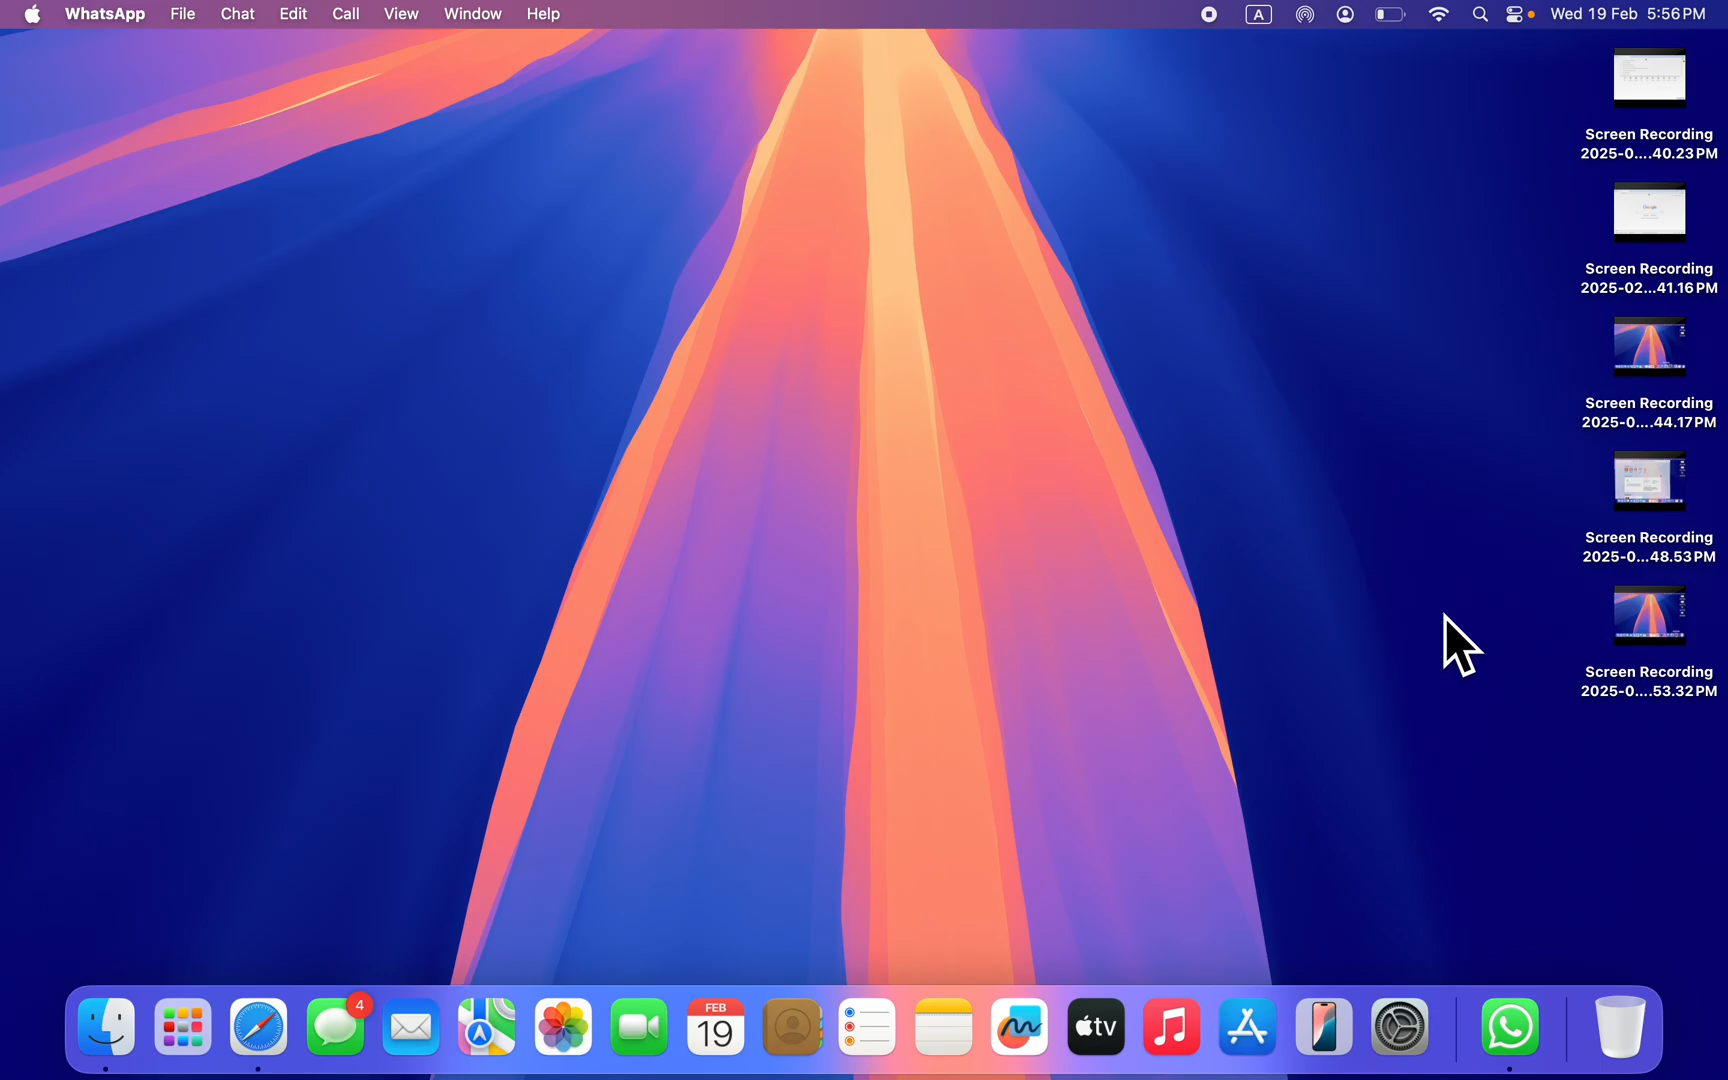 WhatsApp File Chat Edit Call View Window Help A Wed 19 Feb 5:56 PM
Screen Recording
2025-0....40.23 PM
Screen Recording
2025-02...41.16 PM
Screen Recording
2025-0....44.17 PM
Screen Recording
2025-0...48.53 PM
Screen Recording
2025-0....53.32 PM
4
FEB
19
tv